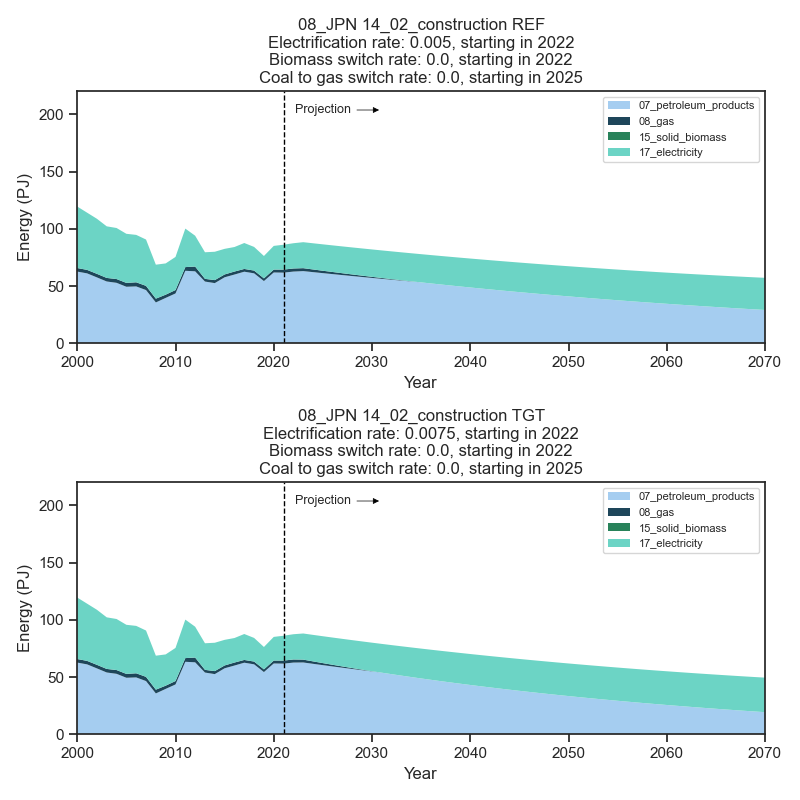 08_JPN 14_02_construction REF
Electrification rate: 0.005, starting in 2022
Biomass switch rate: 0.0, starting in 2022
Coal to gas switch rate: 0.0, starting in 2025
Projection
07_petroleum_products
08_gas
15_solid_biomass
17_electricity
Energy (PJ)
200
150
100
50
0
2000 2010 2020 2030 2040 2050 2060 2070
Year
08_JPN 14_02_construction TGT
Electrification rate: 0.0075, starting in 2022
Biomass switch rate: 0.0, starting in 2022
Coal to gas switch rate: 0.0, starting in 2025
Projection
07_petroleum_products
08_gas
15_solid_biomass
17_electricity
Energy (PJ)
200
150
100
50
0
2000 2010 2020 2030 2040 2050 2060 2070
Year